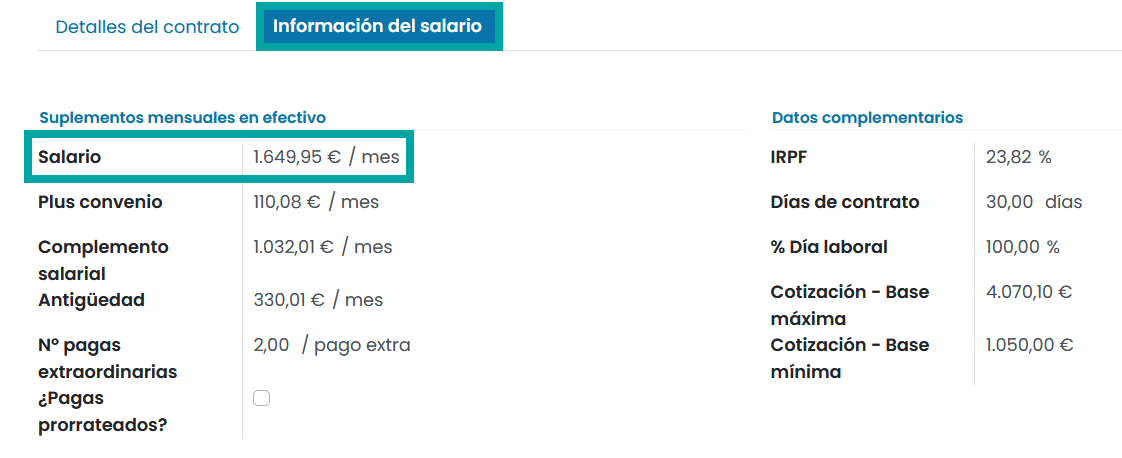 Detalles del contrato
Información del salario
Suplementos mensuales en efectivo
Salario 1.649,95 € / mes
Plus convenio 110,08 € / mes
Complemento 1.032,01 € / mes
salarial
Antigüedad 330,01 € / mes
Nº pagas 2,00 / pago extra
extraordinarias
¿Pagas
prorrateados?
Datos complementarios
IRPF 23,82 %
Días de contrato 30,00 días
% Día laboral 100,00 %
Cotización - Base 4.070,10 €
máxima
Cotización - Base 1.050,00 €
mínima